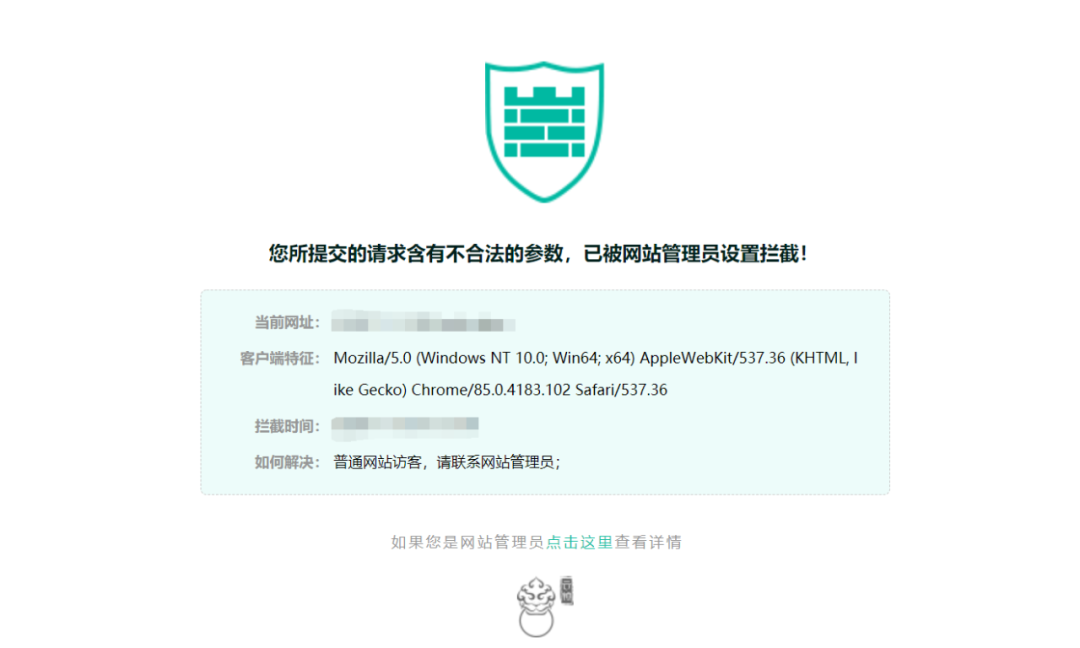 您所提交的请求含有不合法的参数，已被网站管理员设置拦截！
当前网址：
客户端特征： Mozilla/5.0 (Windows NT 10.0; Win64; x64) AppleWebKit/537.36 (KHTML, l
ike Gecko) Chrome/85.0.4183.102 Safari/537.36
拦截时间：
如何解决： 普通网站访客，请联系网站管理员；
如果您是网站管理员点击这里查看详情